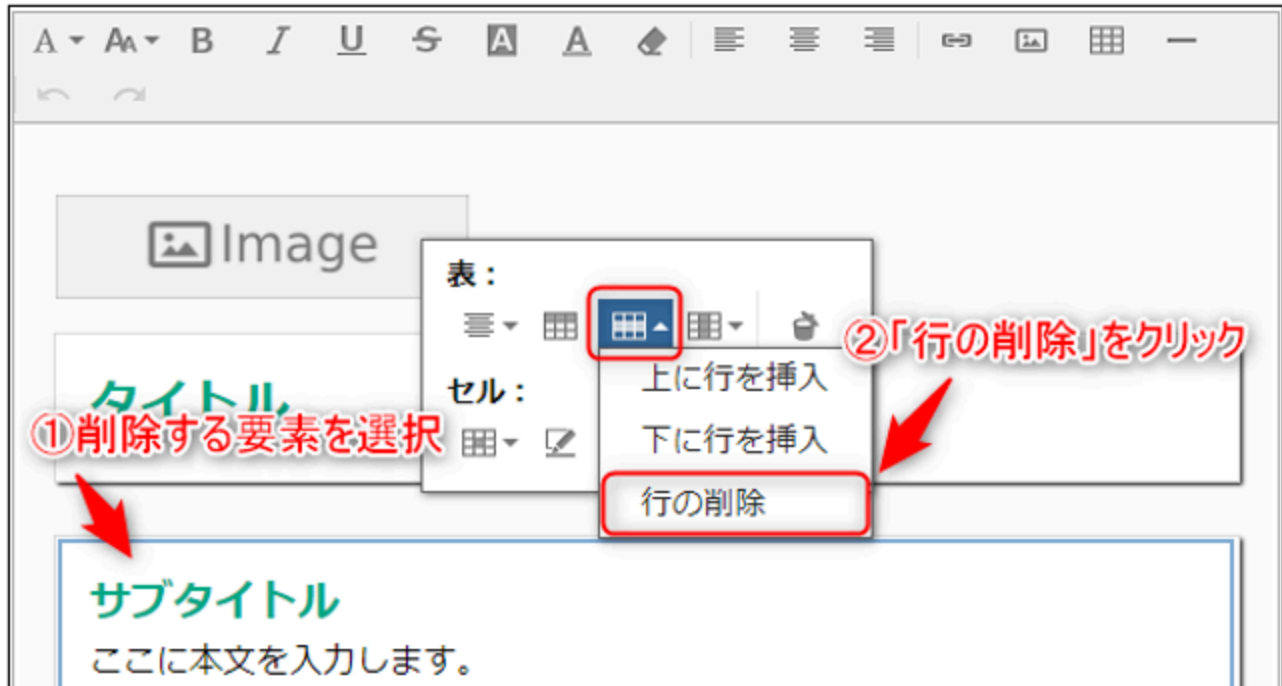 A AA B I U S A A
Image
表：
②「行の削除」をクリック
上に行を挿入
タイトル
セル：
①削除する要素を選択
下に行を挿入
行の削除
サブタイトル
ここに本文を入力します。